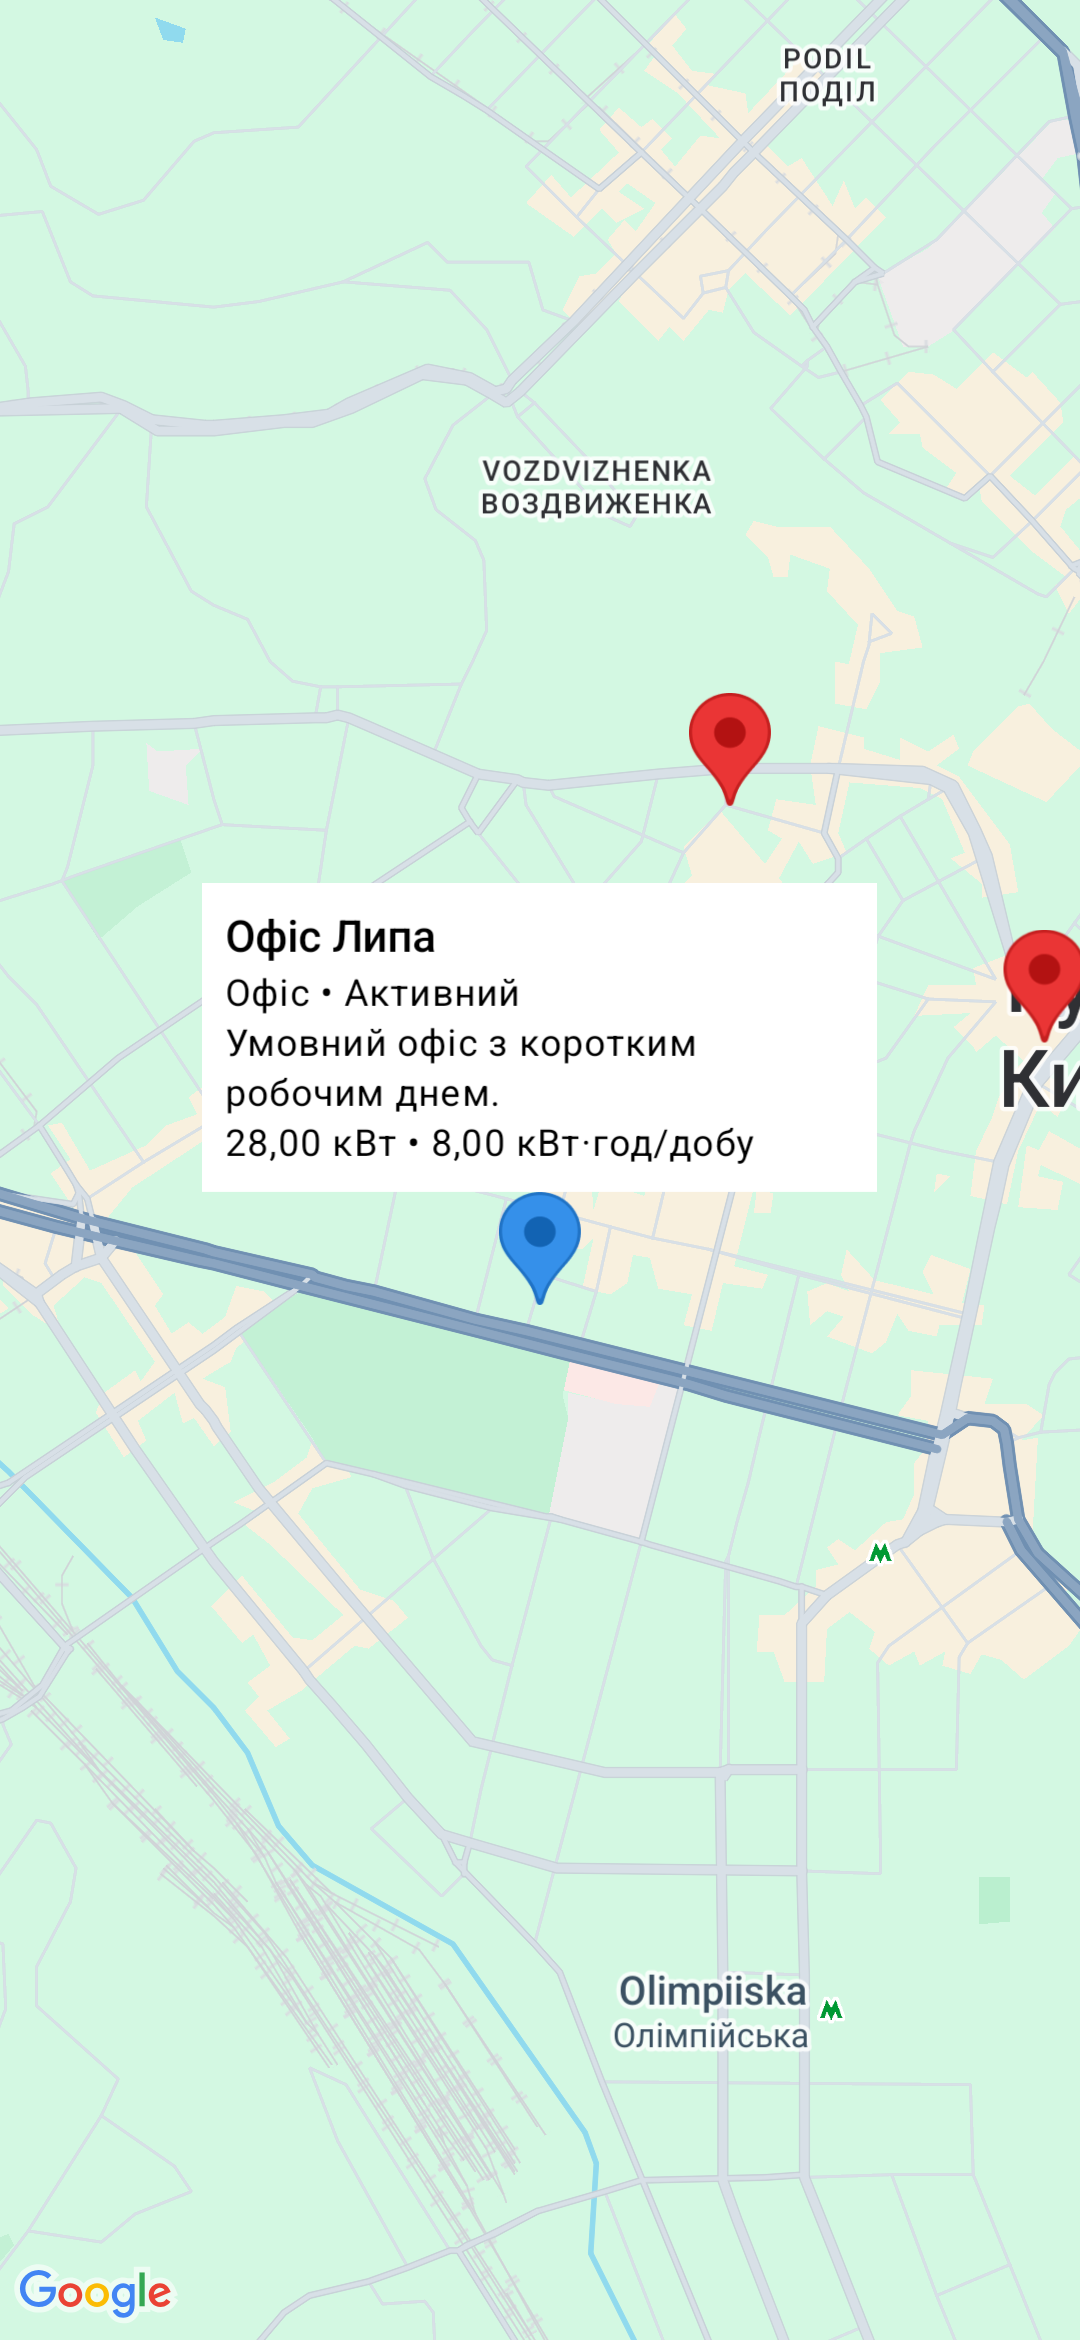 PODIL
ПОДІЛ
VOZDVIZHENKA
ВОЗДВИЖЕНКА
Офіс Липа
Офіс • Активний
Умовний офіс з коротким
робочим днем.
28,00 кВт • 8,00 кВт·год/добу
Olimpiiska
Олімпійська
Google